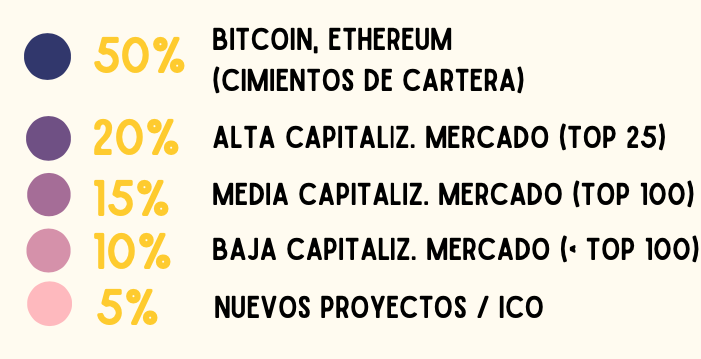 50% BITCOIN, ETHEREUM
(CIMIENTOS DE CARTERA)
20% ALTA CAPITALIZ. MERCADO (TOP 25)
15% MEDIA CAPITALIZ. MERCADO (TOP 100)
10% BAJA CAPITALIZ. MERCADO (< TOP 100)
5% NUEVOS PROYECTOS / ICO